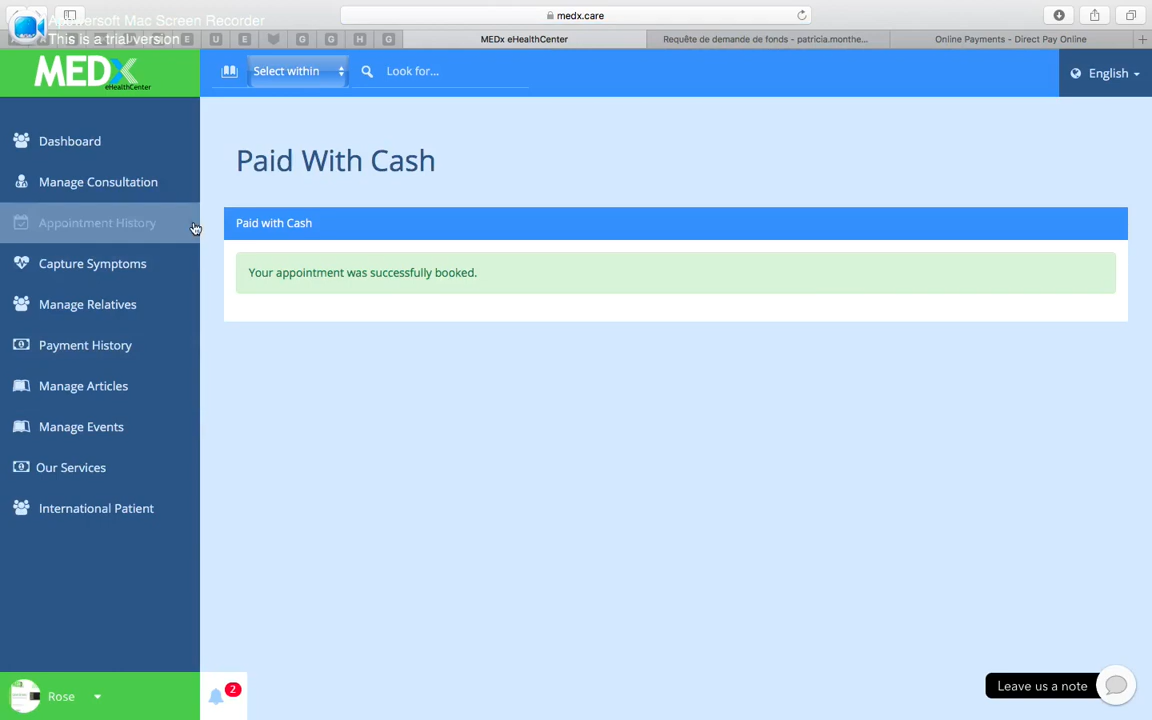 Apowersoft Mac Screen Recorder
This is a trial version
medx.care
E U E G G H G
MEDx eHealthCenter
Requête de demande de fonds - patricia.monthe...
Online Payments - Direct Pay Online
MEDX
eHealthCenter
Select within
Look for...
English
Dashboard
Manage Consultation
Appointment History
Capture Symptoms
Manage Relatives
Payment History
Manage Articles
Manage Events
Our Services
International Patient
Paid With Cash
Paid with Cash
Your appointment was successfully booked.
Rose
2
Leave us a note